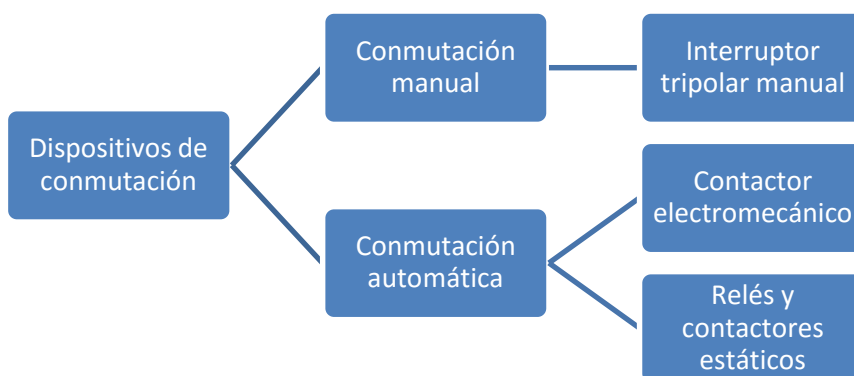 Dispositivos de
conmutación
Conmutación
manual
Interruptor
tripolar manual
Conmutación
automática
Contactor
electromecánico
Relés y
contactores
estáticos